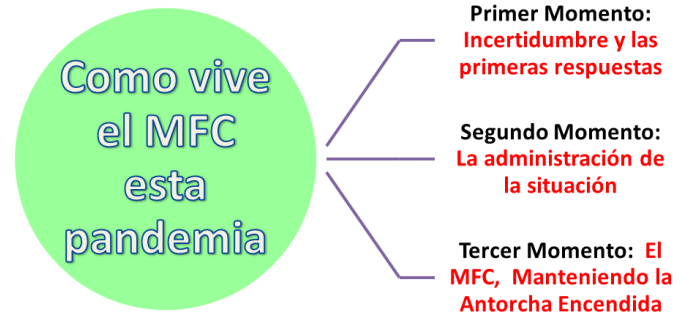 Como vive
el MFC
esta
pandemia
Primer Momento:
Incertidumbre y las
primeras respuestas
Segundo Momento:
La administración de
la situación
Tercer Momento: El
MFC, Manteniendo la
Antorcha Encendida